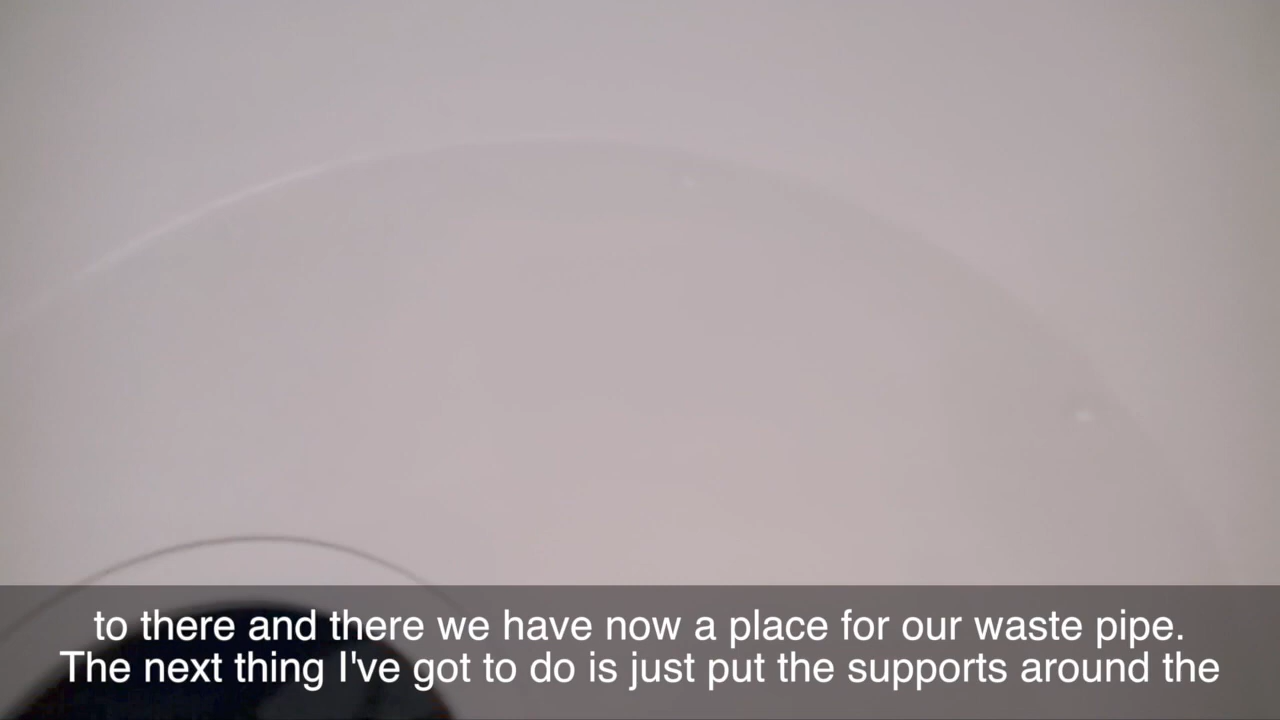 to there and there we have now a place for our waste pipe.
The next thing I've got to do is just put the supports around the